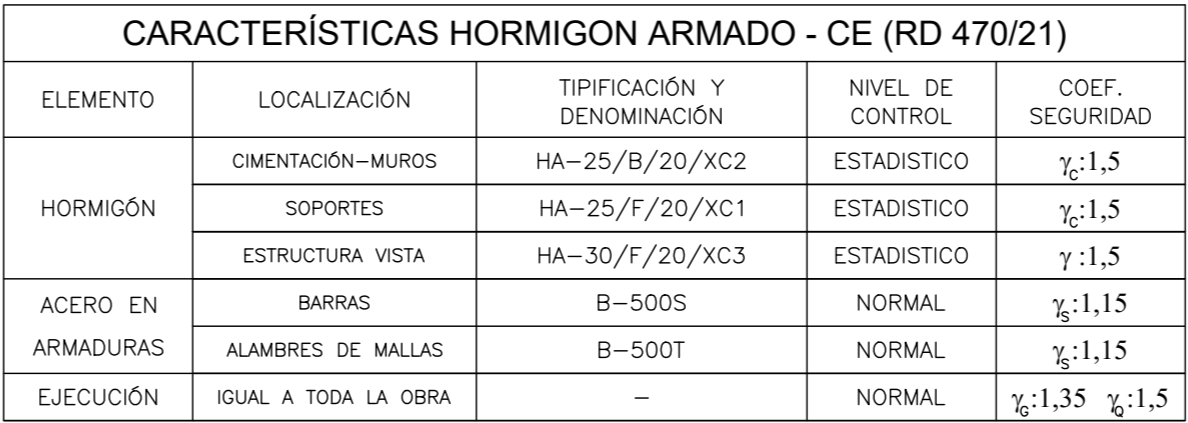 CARACTERÍSTICAS HORMIGON ARMADO - CE (RD 470/21)
ELEMENTO LOCALIZACIÓN TIPIFICACIÓN Y DENOMINACIÓN NIVEL DE CONTROL COEF. SEGURIDAD
HORMIGÓN CIMENTACIÓN-MUROS HA-25/B/20/XC2 ESTADISTICO γc:1,5
SOPORTES HA-25/F/20/XC1 ESTADISTICO γc:1,5
ESTRUCTURA VISTA HA-30/F/20/XC3 ESTADISTICO γ :1,5
ACERO EN ARMADURAS BARRAS B-500S NORMAL γs:1,15
ALAMBRES DE MALLAS B-500T NORMAL γs:1,15
EJECUCIÓN IGUAL A TODA LA OBRA - NORMAL γG:1,35 γQ:1,5